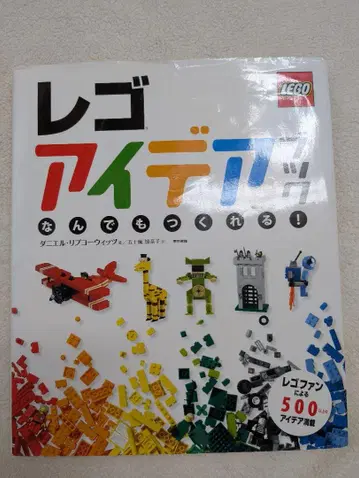 レゴ
LEGO
アイデアブック
なんでもつくれる!
ダニエル・リプコーウィッツ
レゴファン
による
500
アイデア満載